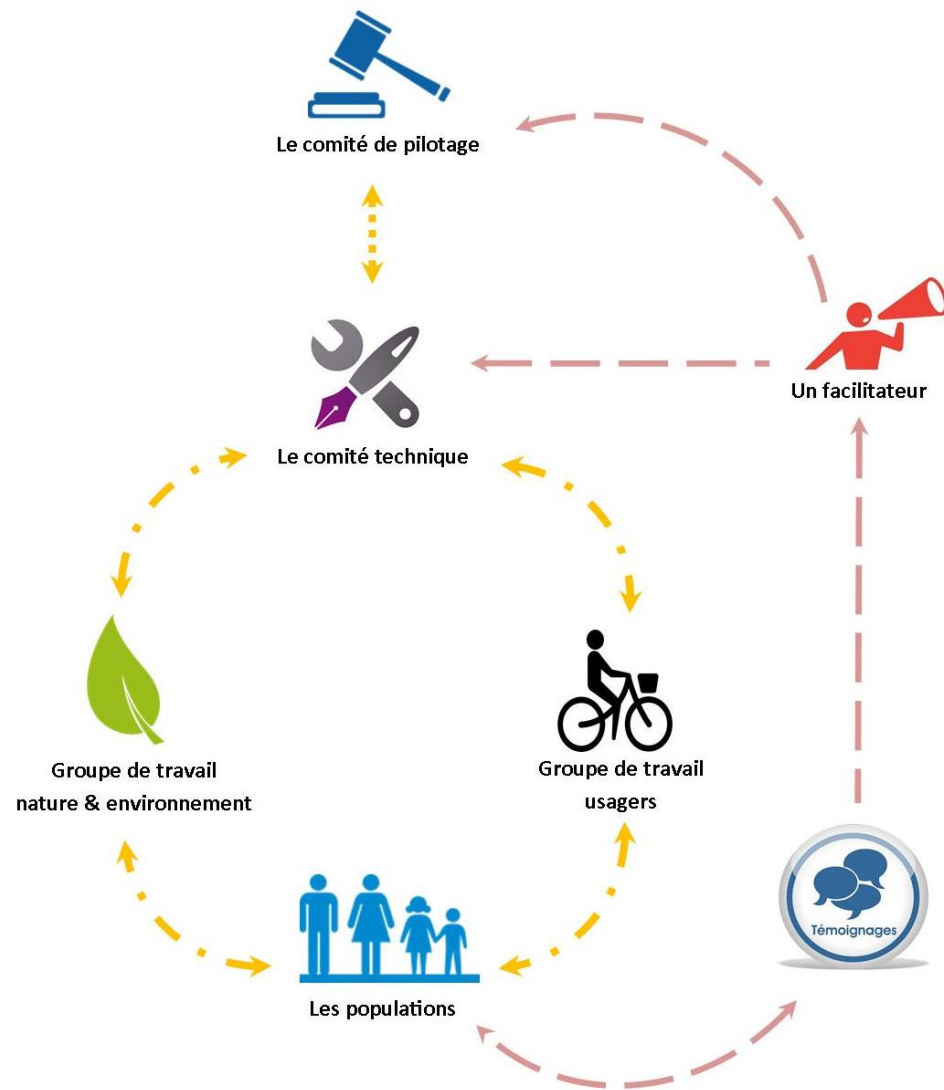 Le comité de pilotage
Un facilitateur
Le comité technique
Groupe de travail
nature & environnement
Groupe de travail
usagers
Témoignages
Les populations